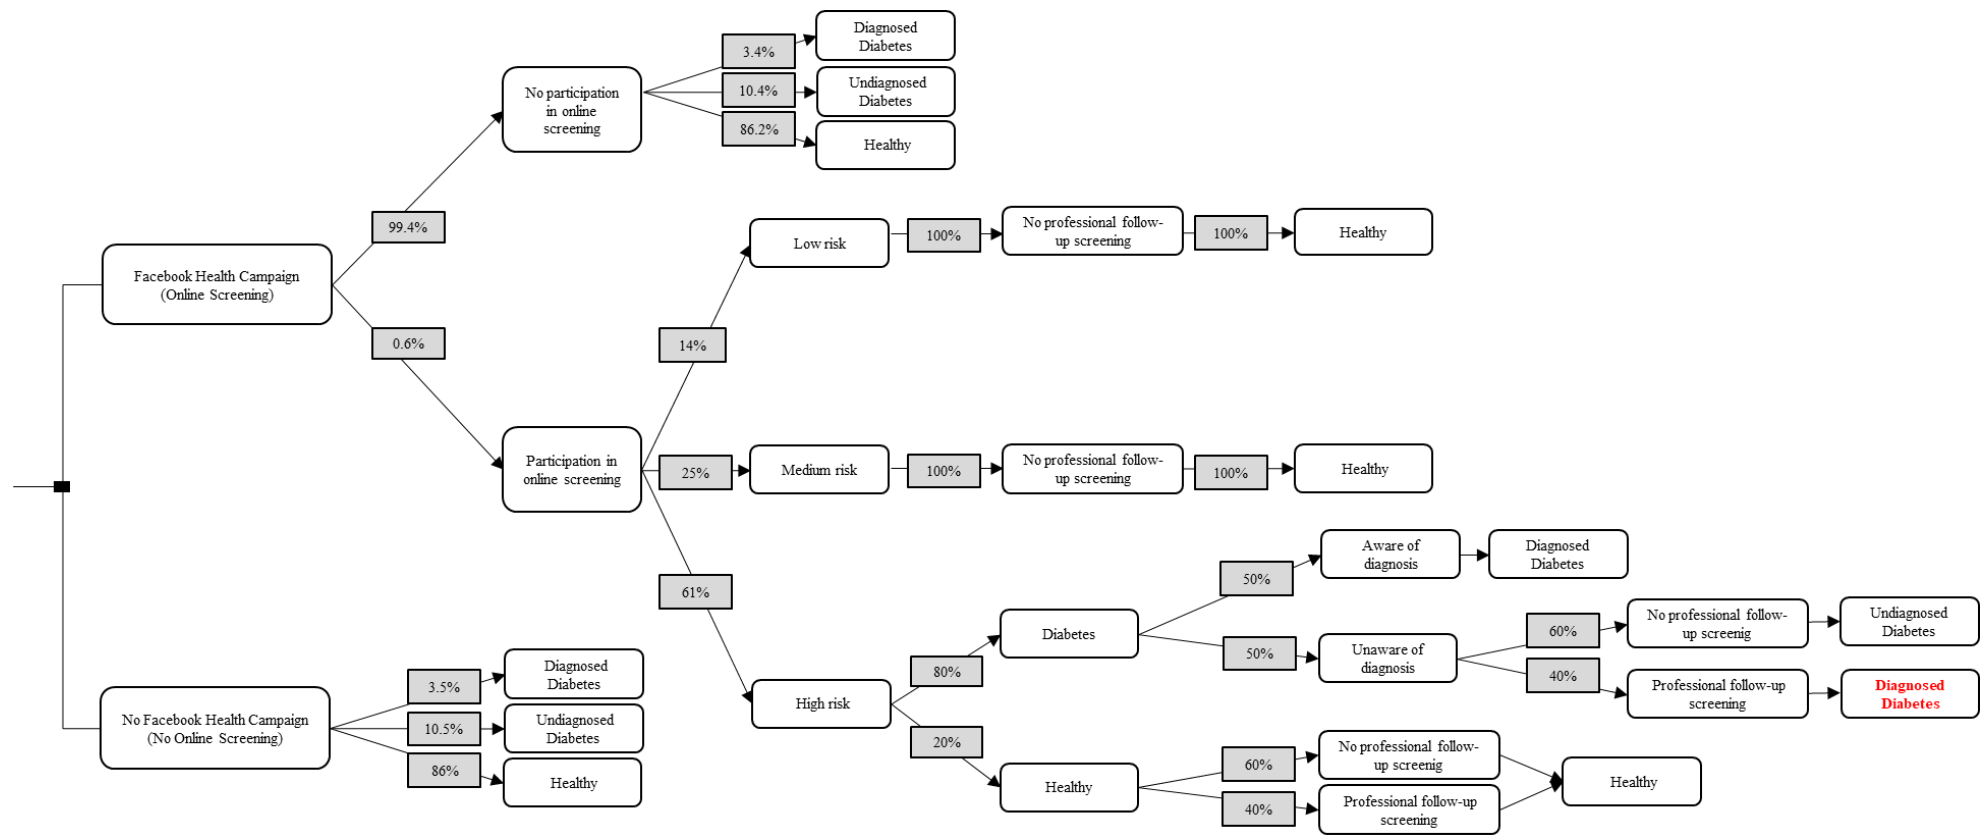 Diagnosed
Diabetes
3.4%
No participation
in online
screening
10.4%
Undiagnosed
Diabetes
86.2%
Healthy
99.4%
Facebook Health Campaign
(Online Screening)
0.6%
Low risk
100%
No professional follow-
up screening
100%
Healthy
14%
Participation in
online screening
25%
Medium risk
100%
No professional follow-
up screening
100%
Healthy
61%
High risk
80%
Diabetes
50%
Aware of
diagnosis
Diagnosed
Diabetes
50%
Unaware of
diagnosis
60%
No professional follow-
up screenig
Undiagnosed
Diabetes
40%
Professional follow-up
screening
Diagnosed
Diabetes
20%
Healthy
60%
No professional follow-
up screenig
40%
Professional follow-up
screening
Healthy
No Facebook Health Campaign
(No Online Screening)
3.5%
Diagnosed
Diabetes
10.5%
Undiagnosed
Diabetes
86%
Healthy